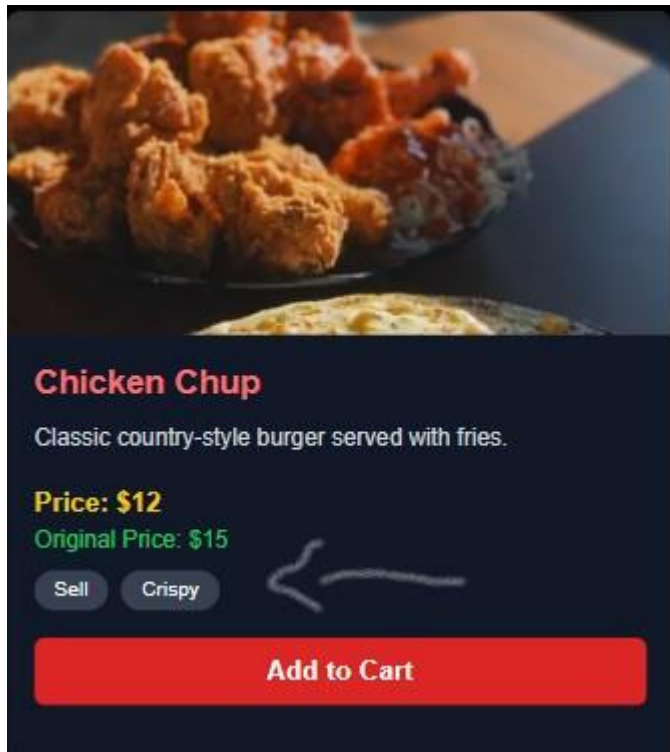 Chicken Chup
Classic country-style burger served with fries.
Price: $12
Original Price: $15
Sell Crispy
Add to Cart